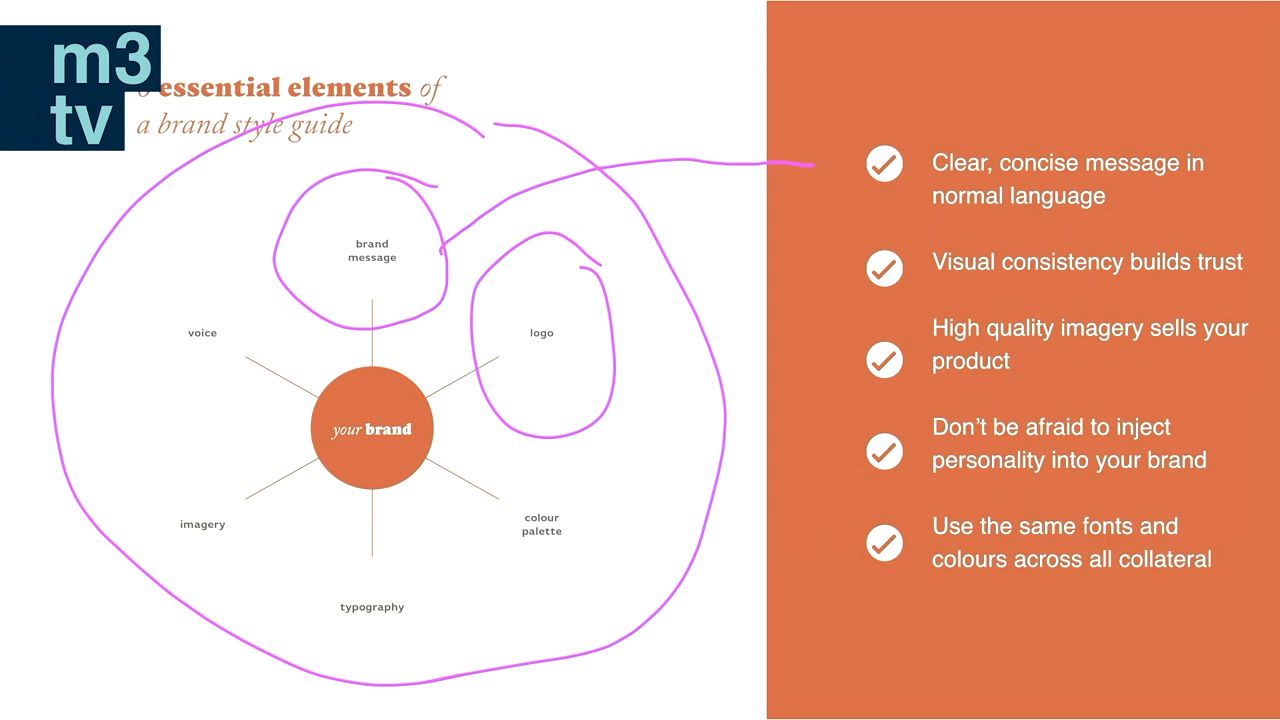 m3
tv
essential elements of
a brand style guide
brand
message
voice
logo
your brand
imagery
colour
palette
typography
Clear, concise message in
normal language
Visual consistency builds trust
High quality imagery sells your
product
Don’t be afraid to inject
personality into your brand
Use the same fonts and
colours across all collateral